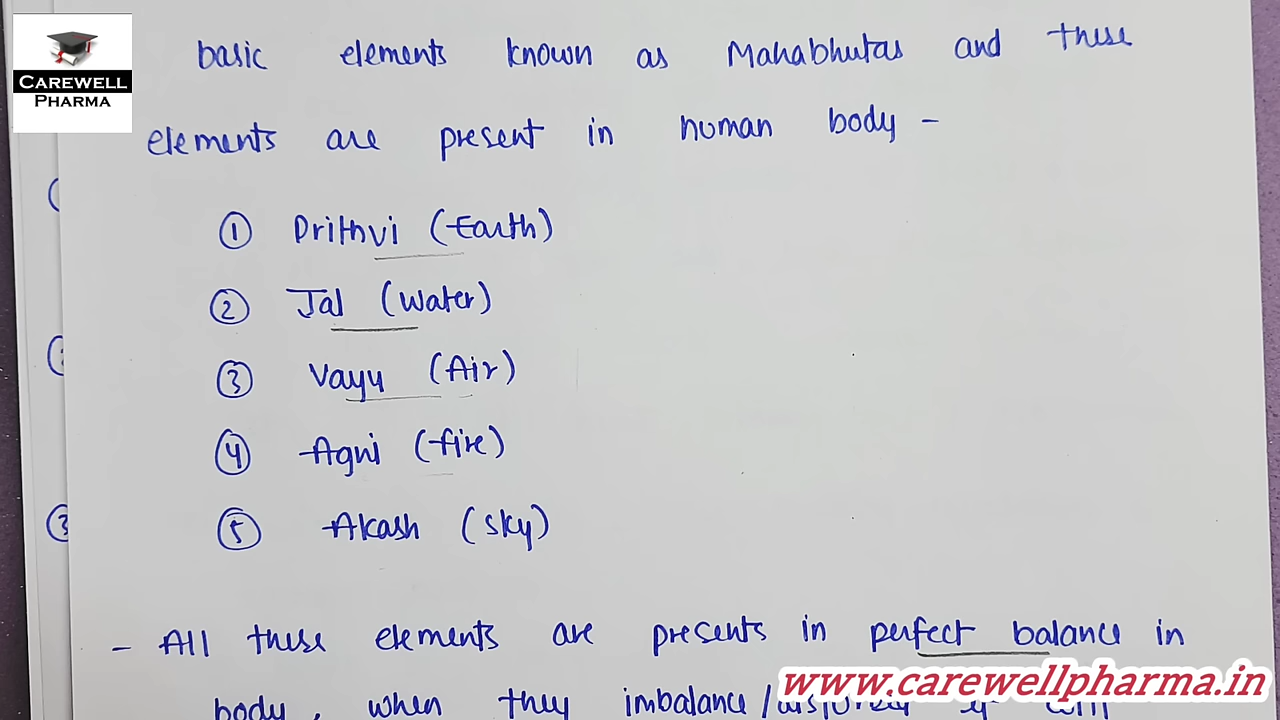 CAREWELL
PHARMA
basic elements known as Mahabhutas and these
elements are present in human body -
① Prithvi (Earth)
② Jal (Water)
③ Vayu (Air)
④ Agni (fire)
⑤ Akash (Sky)
- All these elements are presents in perfect balance in
body, when they imbalance/
www.carewellpharma.in
③